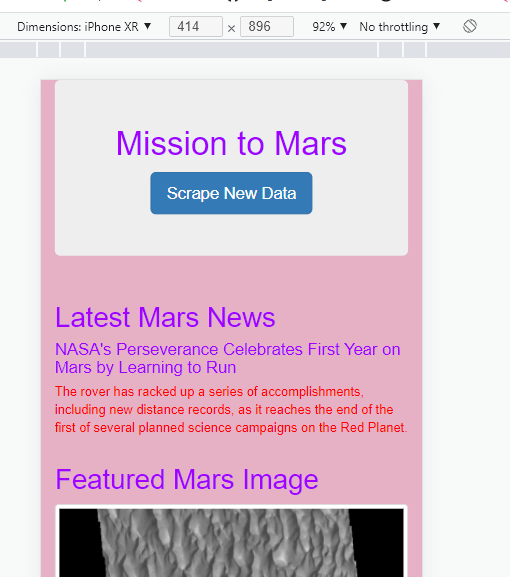 Dimensions: iPhone XR ▼ 414 × 896 92% ▼ No throttling ▼
Mission to Mars
Scrape New Data
Latest Mars News
NASA's Perseverance Celebrates First Year on
Mars by Learning to Run
The rover has racked up a series of accomplishments,
including new distance records, as it reaches the end of the
first of several planned science campaigns on the Red Planet.
Featured Mars Image